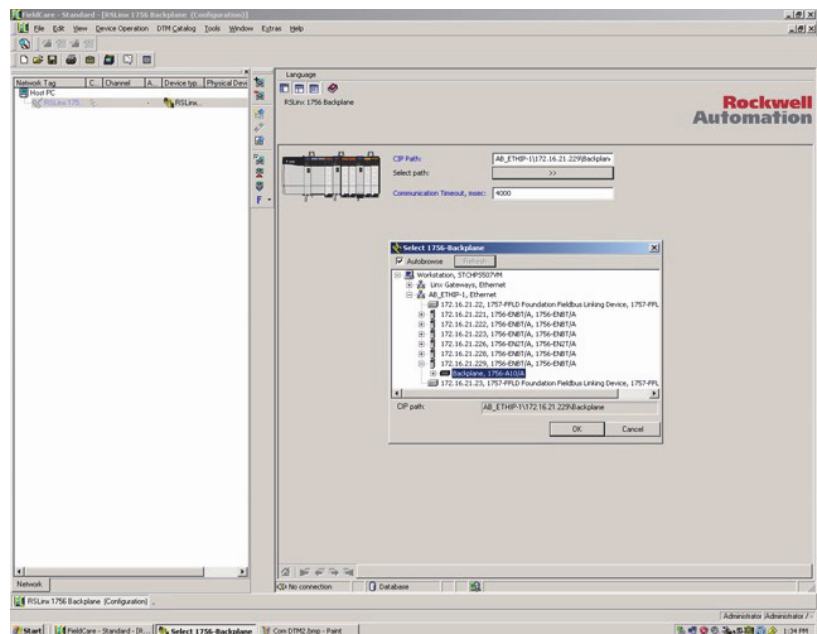 FieldCare - Standard - [RSLinx 1756 Backplane (Configuration)]
File Edit View Device Operation DTM Catalog Tools Window Extras Help
Network Tag C... Channel A... Device typ... Physical Devi
Host PC
RSLinx 175... RSLinx...
Language
RSLinx 1756 Backplane
Rockwell
Automation
CIP Path: AB_ETHIP-1\172.16.21.229\Backplan
Select path: >>
Communication Timeout, msec: 4000
Select 1756-Backplane
Autobrowse Refresh
Workstation, STCHPS507VM
Linx Gateways, Ethernet
AB_ETHIP-1, Ethernet
172.16.21.22, 1757-FFLD Foundation Fieldbus Linking Device, 1757-FFL
172.16.21.221, 1756-ENBT/A, 1756-ENBT/A
172.16.21.222, 1756-ENBT/A, 1756-ENBT/A
172.16.21.223, 1756-ENBT/A, 1756-ENBT/A
172.16.21.226, 1756-EN2T/A, 1756-EN2T/A
172.16.21.228, 1756-ENBT/A, 1756-ENBT/A
172.16.21.229, 1756-ENBT/A, 1756-ENBT/A
Backplane, 1756-A10/A
172.16.21.23, 1757-FFLD Foundation Fieldbus Linking Device, 1757-FFL
CIP path: AB_ETHIP-1\172.16.21.229\Backplane
OK Cancel
F
Network
No connection Database
RSLinx 1756 Backplane (Configuration)
Administrator (Administrator / -
Start FieldCare - Standard - [R... Select 1756-Backplane Com DTM2.bmp - Paint 1:34 PM